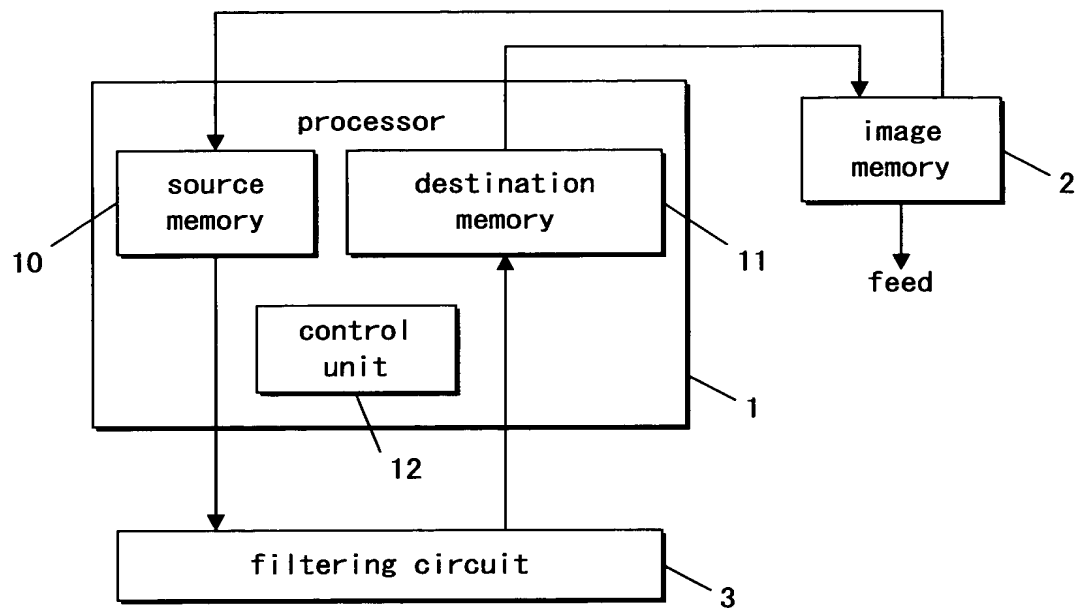 processor
image
memory
2
source
memory
destination
memory
10
11
feed
control
unit
1
12
filtering circuit
3